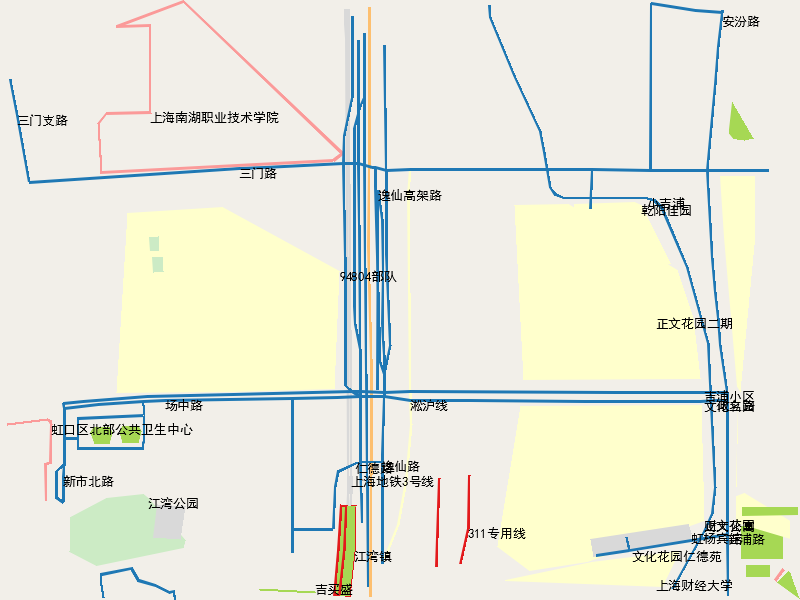 安汾路
三门支路
上海南湖职业技术学院
三门路
逸仙高架路
小吉浦
乾阳佳园
94804部队
正文花园二期
吉浦小区
场中路
淞沪线
虹口区北部公共卫生中心
仁德路
逸仙路
新市北路
上海地铁3号线
江湾公园
311专用线
江湾镇
文化花园仁德苑
吉买盛
上海财经大学